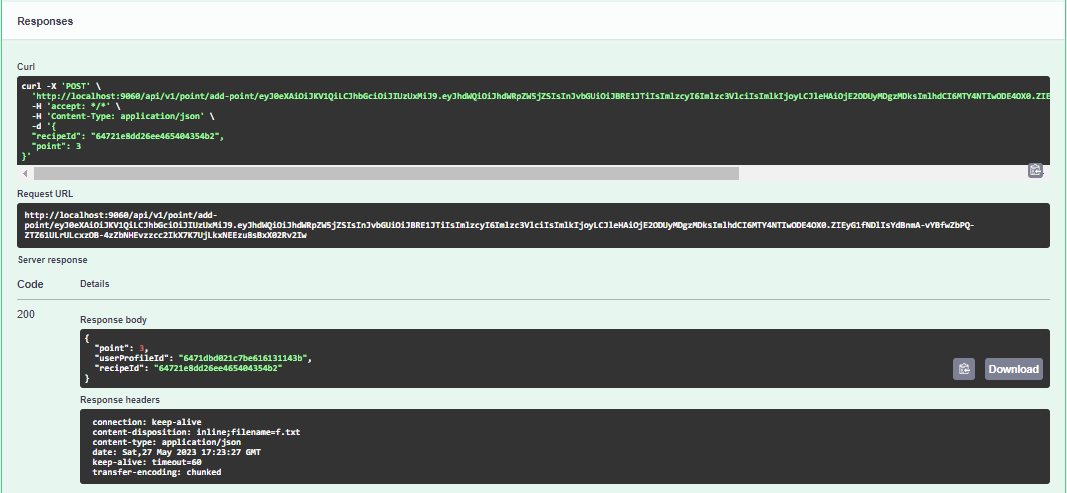 Responses
Curl
curl -X 'POST' \
'http://localhost:9060/api/v1/point/add-point/eyJ0eXAiOiJKV1QiLCJhbGciOiJIUzUxMiJ9.eyJhdWQiOiJhdWRpZW5jZSIsInJvbGUiOiJBRE1JTiIsImlzcyI6Imlzc3VlciIsImlkIjoyLCJleHAiOjE2ODUyMDgzMDksImlhdCI6MTY4NTIwODE4OX0.ZIE
-H 'accept: */*' \
-H 'Content-Type: application/json' \
-d '{
"recipeId": "64721e8dd26ee465404354b2",
"point": 3
}'
Request URL
http://localhost:9060/api/v1/point/add-
point/eyJ0eXAiOiJKV1QiLCJhbGciOiJIUzUxMiJ9.eyJhdWQiOiJhdWRpZW5jZSIsInJvbGUiOiJBRE1JTiIsImlzcyI6Imlzc3VlciIsImlkIjoyLCJleHAiOjE2ODUyMDgzMDksImlhdCI6MTY4NTIwODE4OX0.ZIEyG1fNDlIsYdBnmA-vYBfwZbPQ-
ZTZ61ULrULcxzOB-4zZbNHEvzzcc2IkX7K7UjLkxNEEzu8sBxX02Rv2Iw
Server response
Code
Details
200
Response body
{
"point": 3,
"userProfileId": "6471dbd021c7be616131143b",
"recipeId": "64721e8dd26ee465404354b2"
}
Download
Response headers
connection: keep-alive
content-disposition: inline;filename=f.txt
content-type: application/json
date: Sat,27 May 2023 17:23:27 GMT
keep-alive: timeout=60
transfer-encoding: chunked